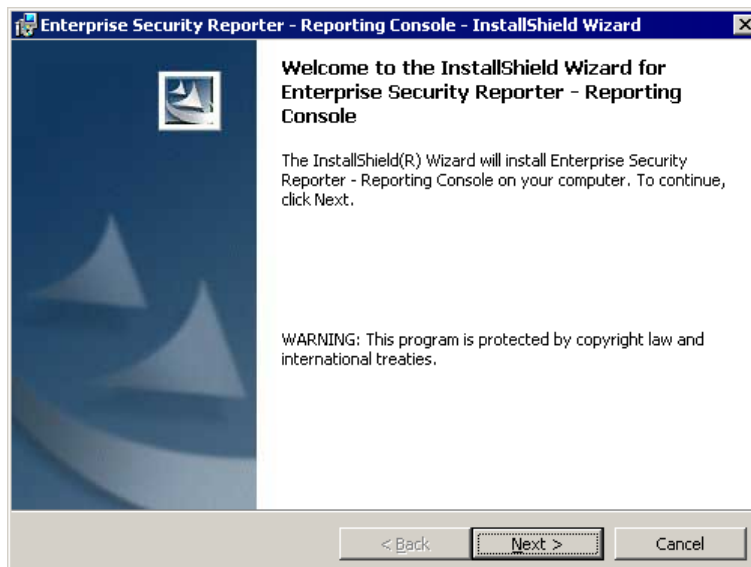 Enterprise Security Reporter - Reporting Console - InstallShield Wizard
Welcome to the InstallShield Wizard for
Enterprise Security Reporter - Reporting
Console
The InstallShield(R) Wizard will install Enterprise Security
Reporter - Reporting Console on your computer. To continue,
click Next.
WARNING: This program is protected by copyright law and
international treaties.
< Back
Next >
Cancel